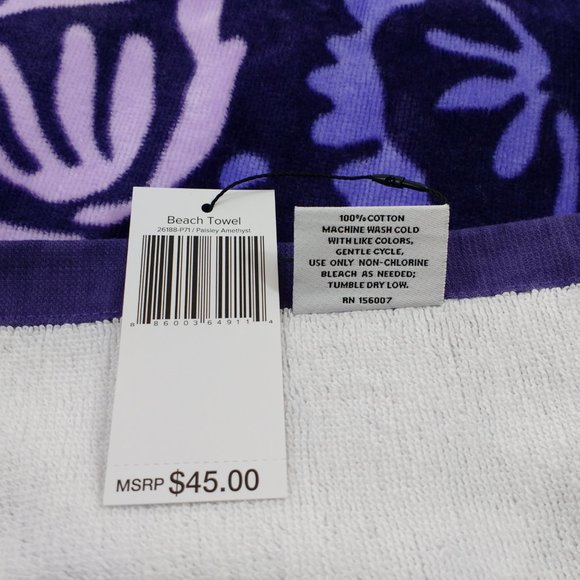 Beach Towel
26188-P71 / Paisley Amethyst
8 86003 64911 4
MSRP $45.00
100% COTTON
MACHINE WASH COLD
WITH LIKE COLORS,
GENTLE CYCLE,
USE ONLY NON-CHLORINE
BLEACH AS NEEDED;
TUMBLE DRY LOW.
RN 156007